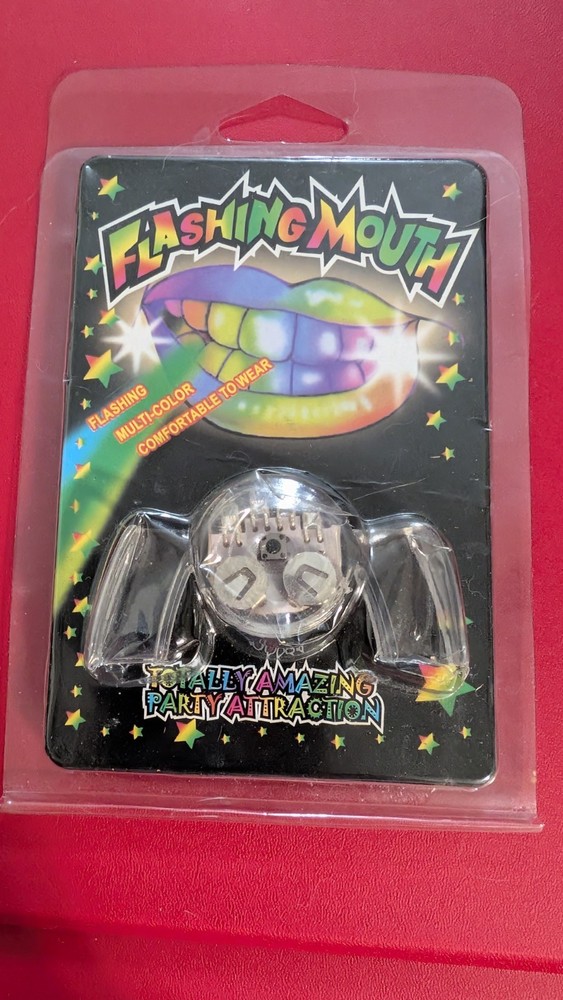 FLASHING MOUTH
FLASHING
MULTI-COLOR
COMFORTABLE TO WEAR
TOTALLY AMAZING
PARTY ATTRACTION